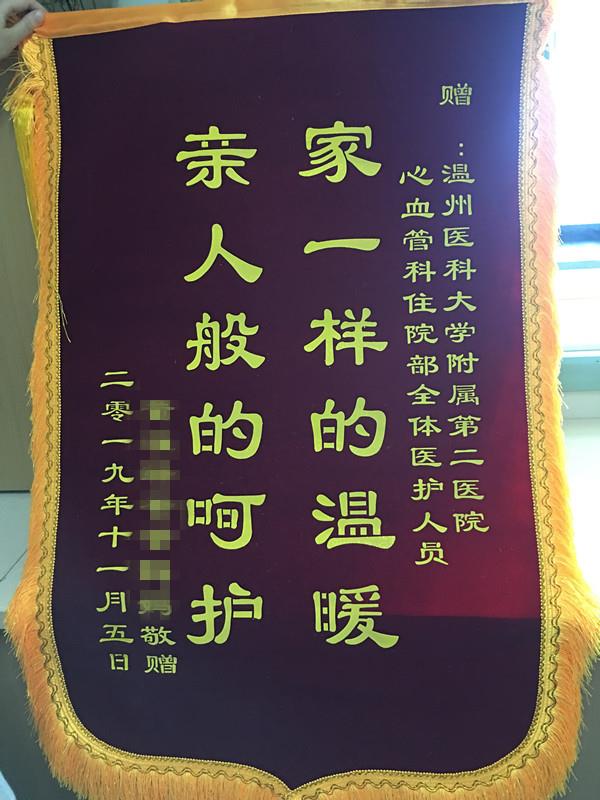 赠：温州医科大学附属第二医院
心血管科住院部全体医护人员
家一样的温暖
亲人般的呵护
敬赠
二零一九年十一月五日